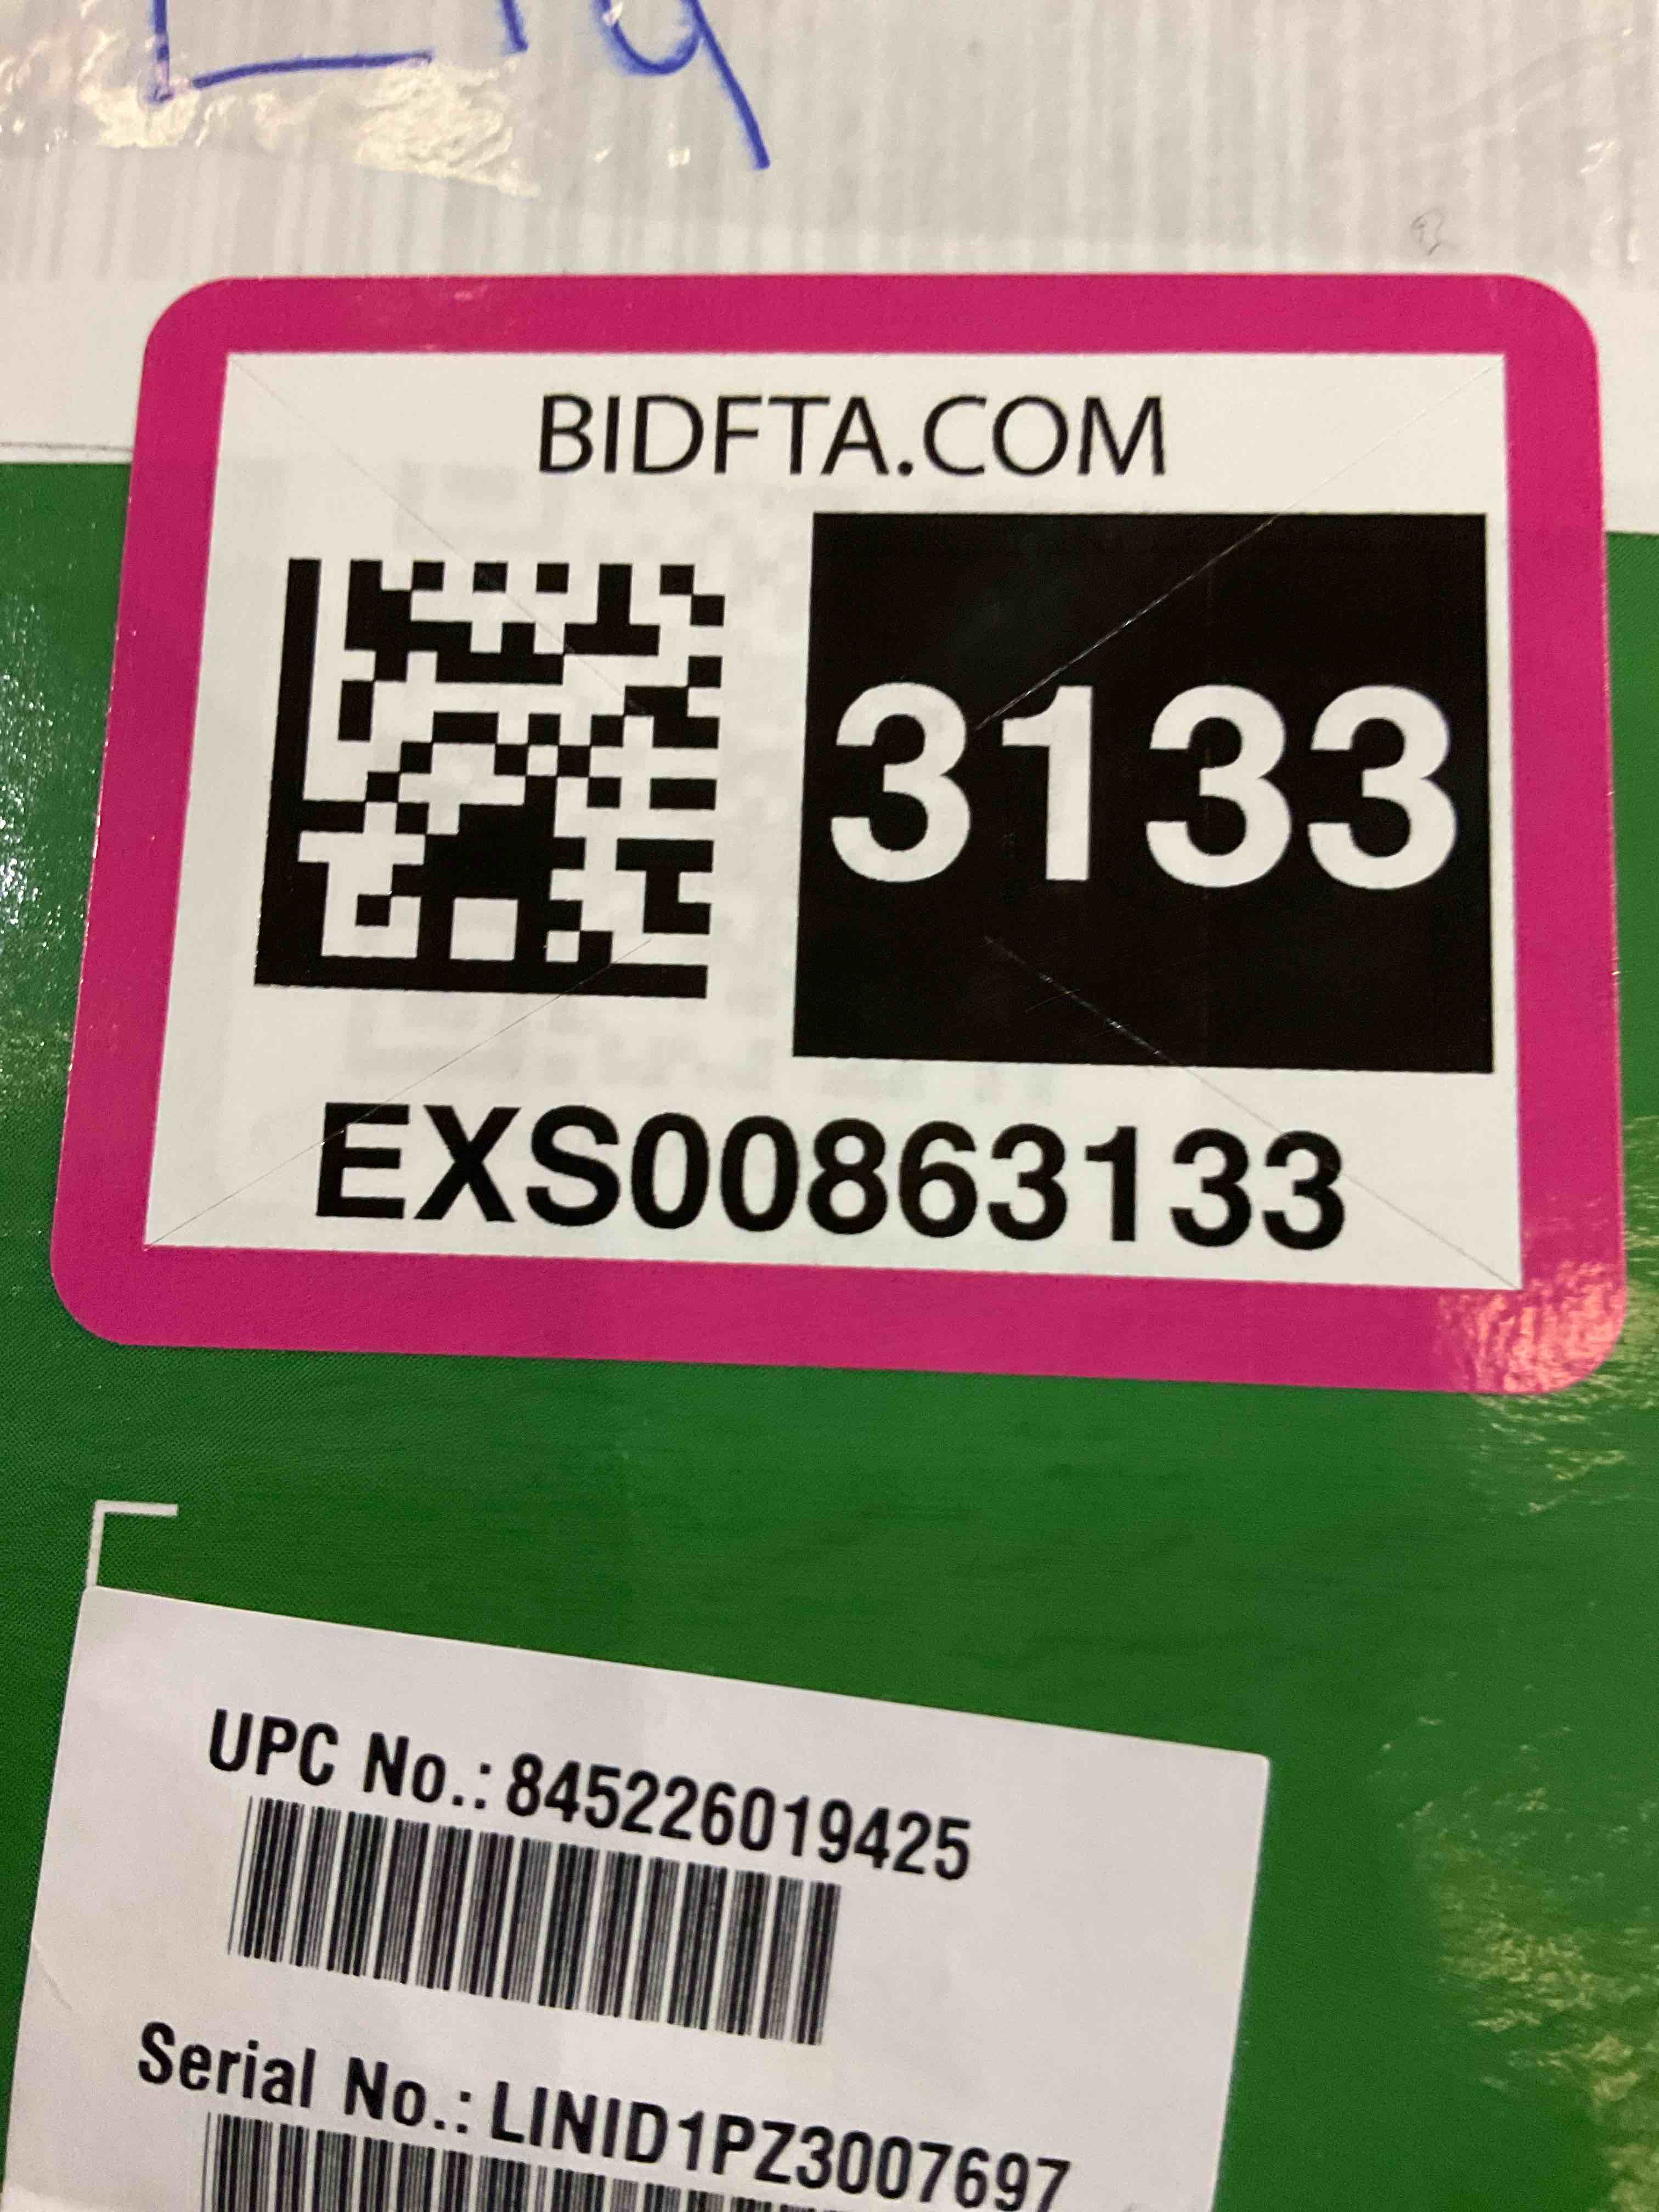 BIDFTA.COM
3133
EXS00863133
UPC No.: 845226019425
Serial No.: LINID1PZ3007697